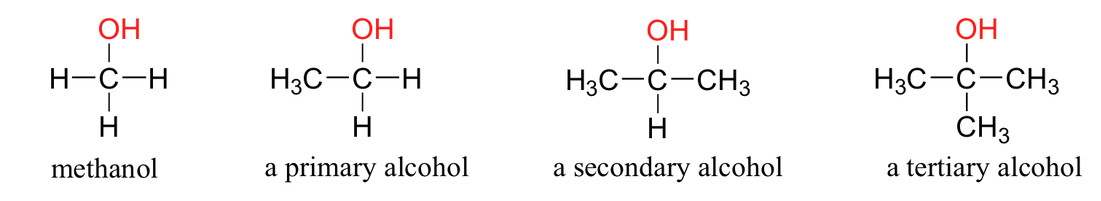 OH OH OH OH
H–C–H H₃C–C–H H₃C–C–CH₃ H₃C–C–CH₃
H H H CH₃
methanol a primary alcohol a secondary alcohol a tertiary alcohol